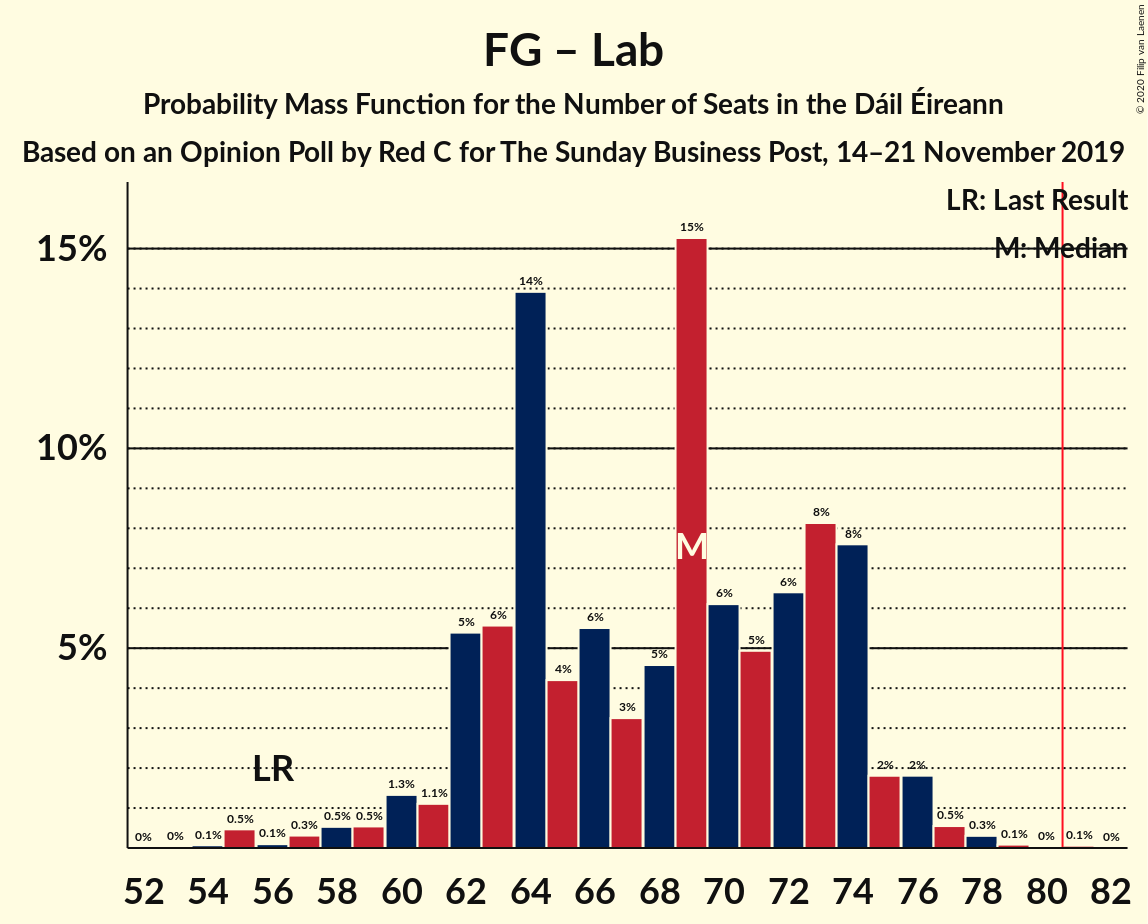 FG – Lab
Probability Mass Function for the Number of Seats in the Dáil Éireann
Based on an Opinion Poll by Red C for The Sunday Business Post, 14–21 November 2019
© 2020 Filip van Laenen
LR: Last Result
M: Median
15%
10%
5%
0% 0% 0.1% 0.5% 0.1% 0.3% 0.5% 0.5% 1.3% 1.1% 5% 6% 14% 4% 6% 3% 5% 15% 6% 5% 6% 8% 8% 2% 2% 0.5% 0.3% 0.1% 0% 0.1% 0%
LR
M
52 54 56 58 60 62 64 66 68 70 72 74 76 78 80 82